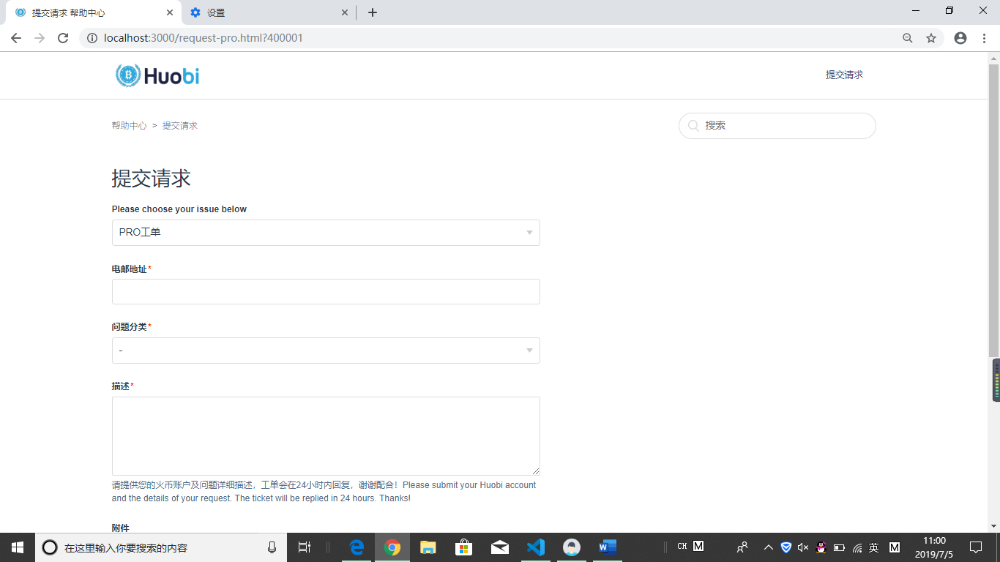 提交请求 帮助中心
设置
localhost:3000/request-pro.html?400001
Huobi
提交请求
帮助中心 > 提交请求
搜索
提交请求
Please choose your issue below
PRO工单
电邮地址*
问题分类*
-
描述*
请提供您的火币账户及问题详细描述，工单会在24小时内回复，谢谢配合！Please submit your Huobi account
and the details of your request. The ticket will be replied in 24 hours. Thanks!
附件
在这里输入你要搜索的内容
CH M
英 M
11:00
2019/7/5